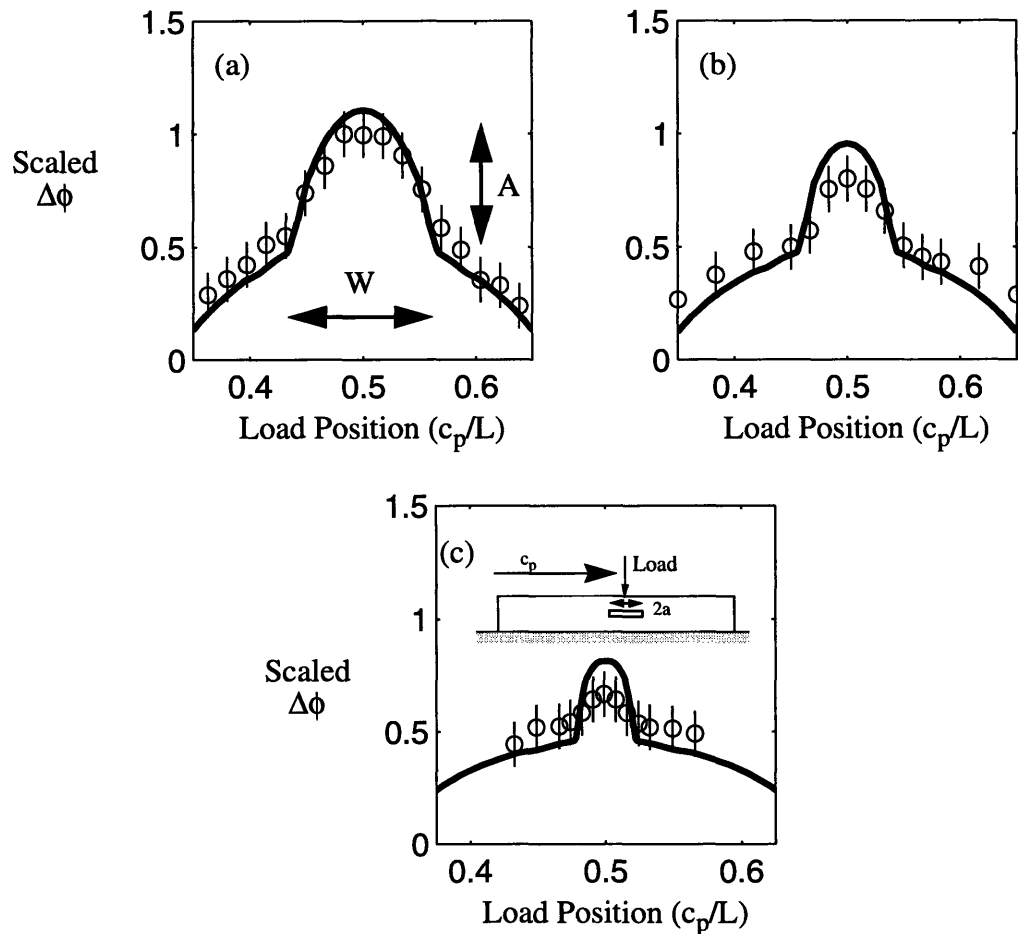 1.5
1
0.5
0
(a)
A
W
Scaled
Δϕ
0.4 0.5 0.6
Load Position (c_p/L)
1.5
1
0.5
0
(b)
0.4 0.5 0.6
Load Position (c_p/L)
1.5
1
0.5
0
(c)
c_p
Load
2a
Scaled
Δϕ
0.4 0.5 0.6
Load Position (c_p/L)